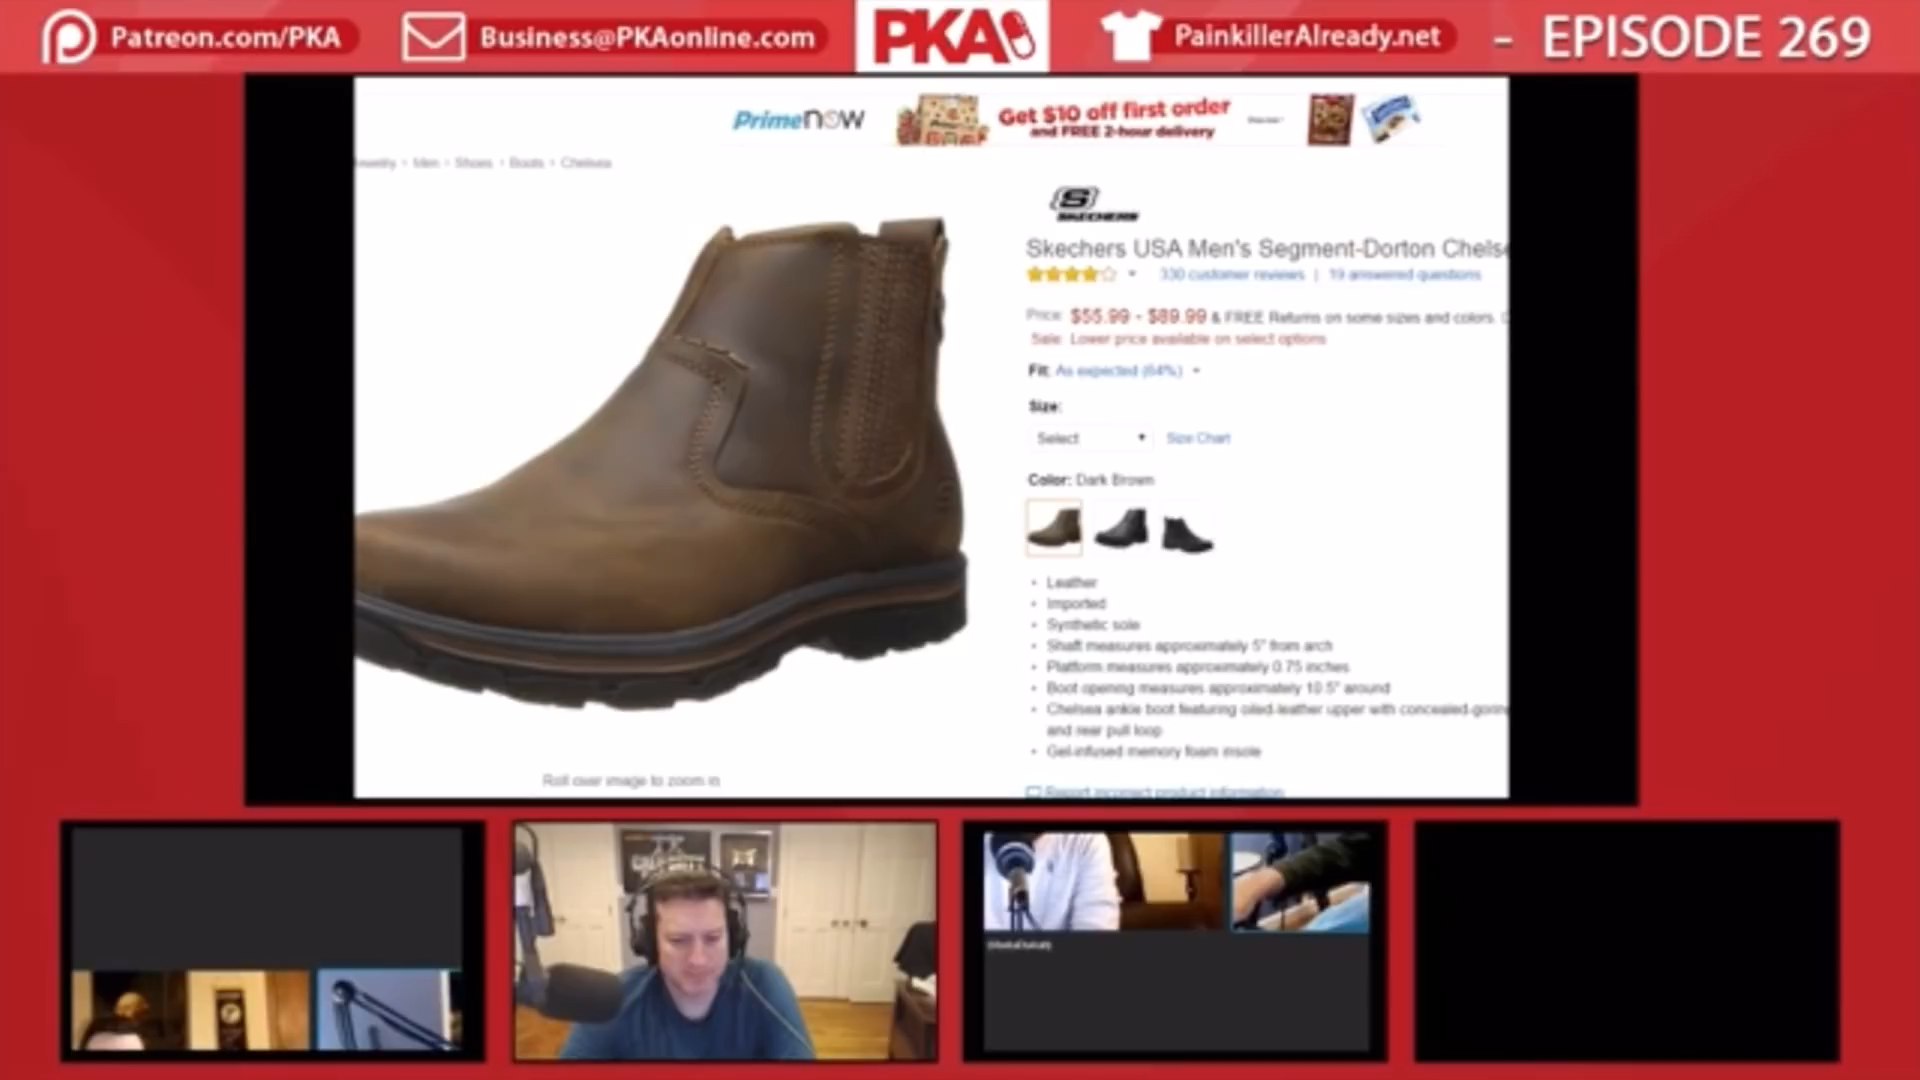 Patreon.com/PKA
Business@PKAonline.com
PKA
PainkillerAlready.net
- EPISODE 269
PrimeNOW
Get $10 off first order
and FREE 2-hour delivery
Men › Shoes › Boots › Chelsea
S
SKECHERS
Skechers USA Men's Segment-Dorton Chelse
330 customer reviews | 19 answered questions
Price: $55.99 - $89.99 & FREE Returns on some sizes and colors.
Sale: Lower price available on select options
Fit: As expected (64%)
Size:
Select
Size Chart
Color: Dark Brown
• Leather
• Imported
• Synthetic sole
• Shaft measures approximately 5" from arch
• Platform measures approximately 0.75 inches
• Boot opening measures approximately 10.5" around
• Chelsea ankle boot featuring oiled-leather upper with concealed-goring
and rear pull loop
• Gel-infused memory foam insole
Roll over image to zoom in
Report incorrect product information